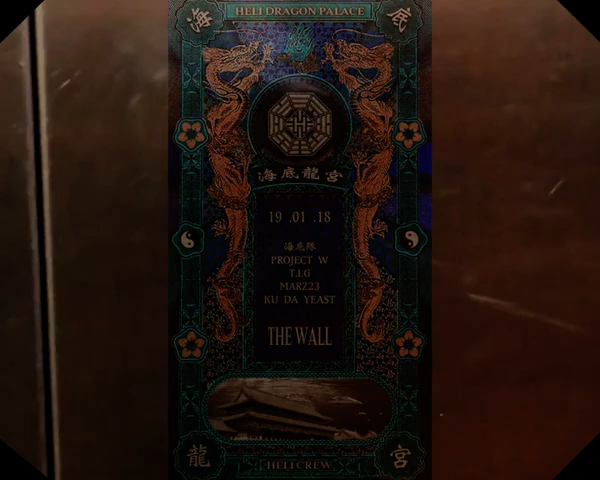 海 底
HELI DRAGON PALACE
海底龍宮
19 .01 .18
海底隊
PROJECT W
T.I.G
MARZ23
KU DA YEAST
THE WALL
龍 宮
HELI CREW